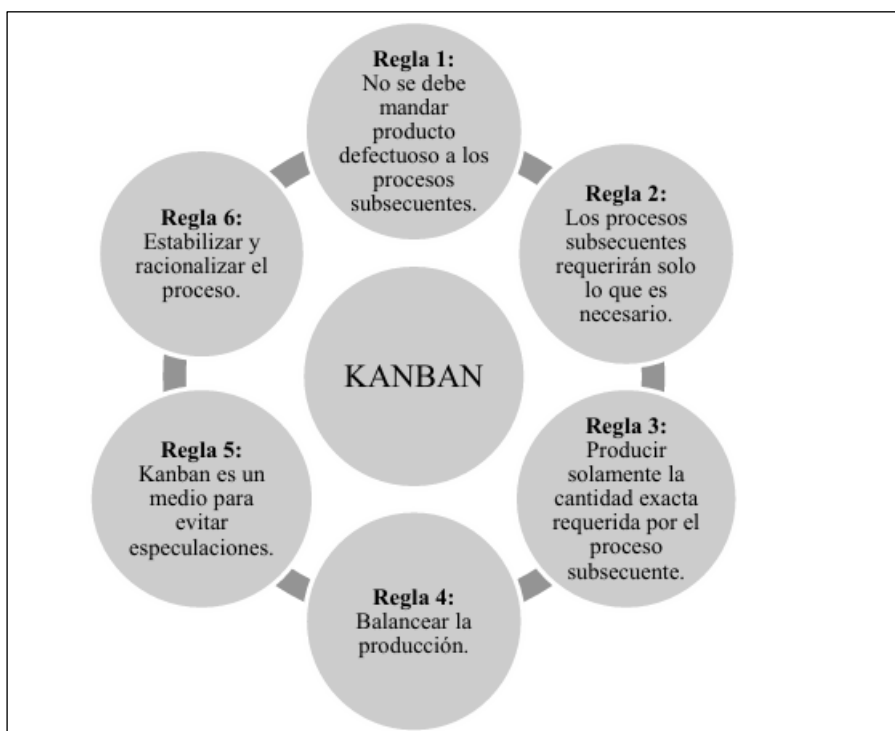 Regla 1:
No se debe
mandar
producto
defectuoso a los
procesos
subsecuentes.
Regla 2:
Los procesos
subsecuentes
requerirán solo
lo que es
necesario.
Regla 3:
Producir
solamente la
cantidad exacta
requerida por el
proceso
subsecuente.
Regla 4:
Balancear la
producción.
Regla 5:
Kanban es un
medio para
evitar
especulaciones.
Regla 6:
Estabilizar y
racionalizar el
proceso.
KANBAN